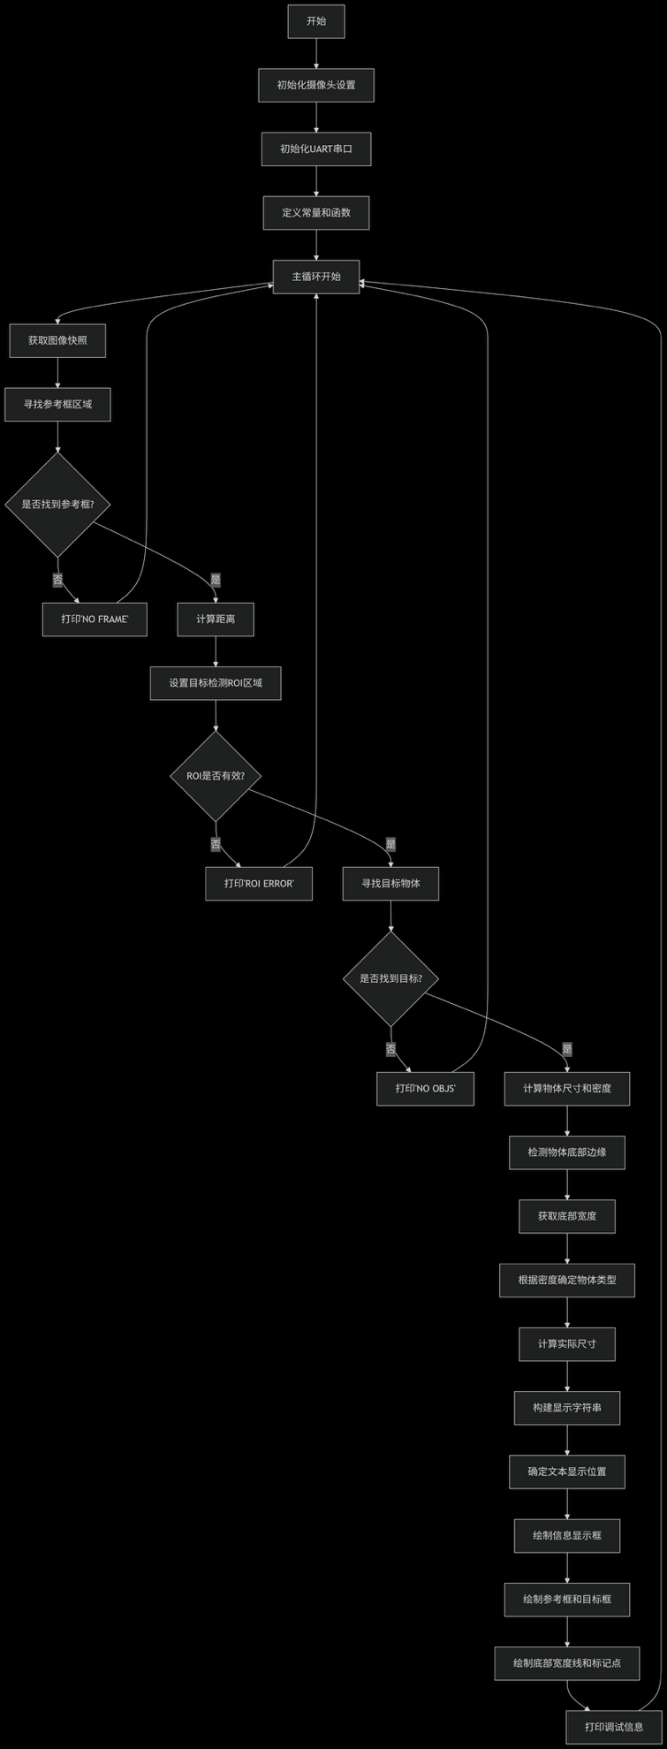 开始
初始化摄像头设置
初始化UART串口
定义常量和函数
主循环开始
获取图像快照
寻找参考框区域
是否找到参考框?
否
是
打印'NO FRAME'
计算距离
设置目标检测ROI区域
ROI是否有效?
否
是
打印'ROI ERROR'
寻找目标物体
是否找到目标?
否
是
打印'NO OBJS'
计算物体尺寸和密度
检测物体底部边缘
获取底部宽度
根据密度确定物体类型
计算实际尺寸
构建显示字符串
确定文本显示位置
绘制信息显示框
绘制参考框和目标框
绘制底部宽度线和标记点
打印调试信息